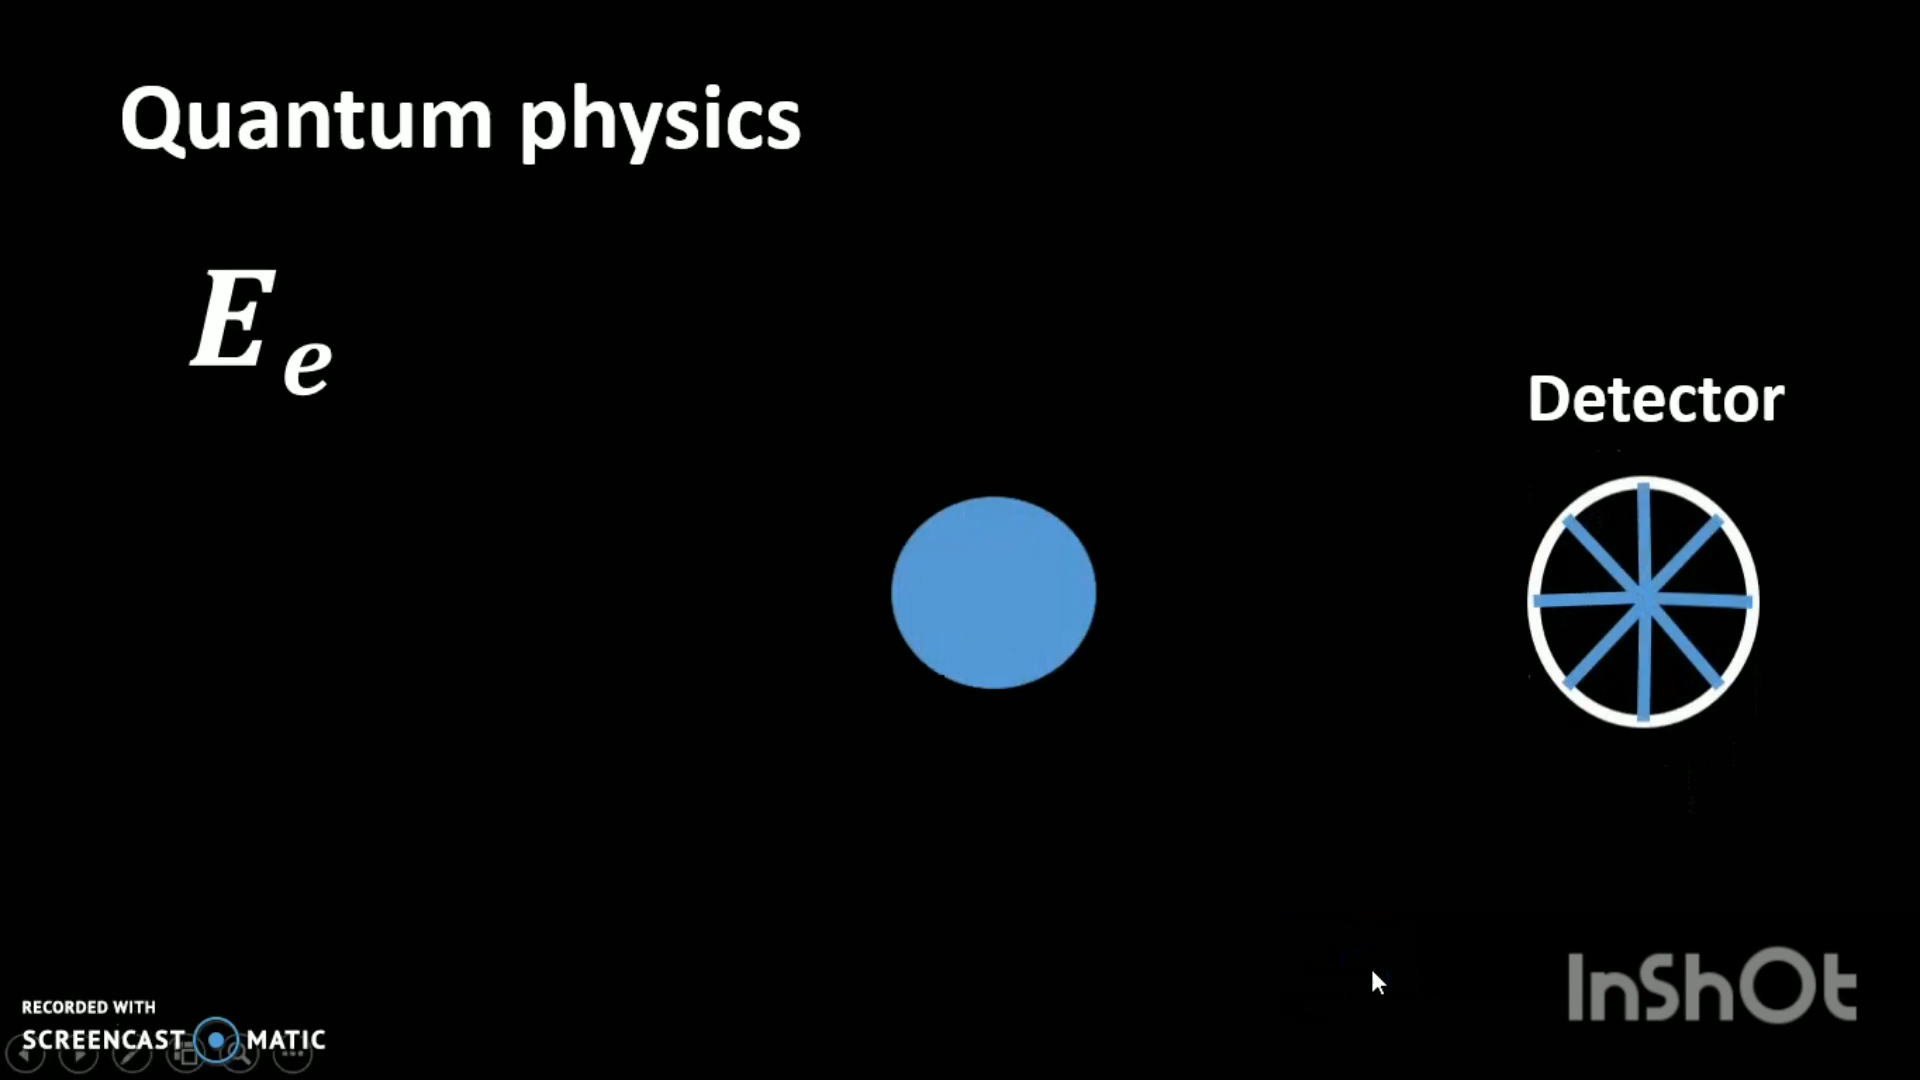 Quantum physics
E e
Detector
RECORDED WITH
SCREENCAST MATIC
InShOt